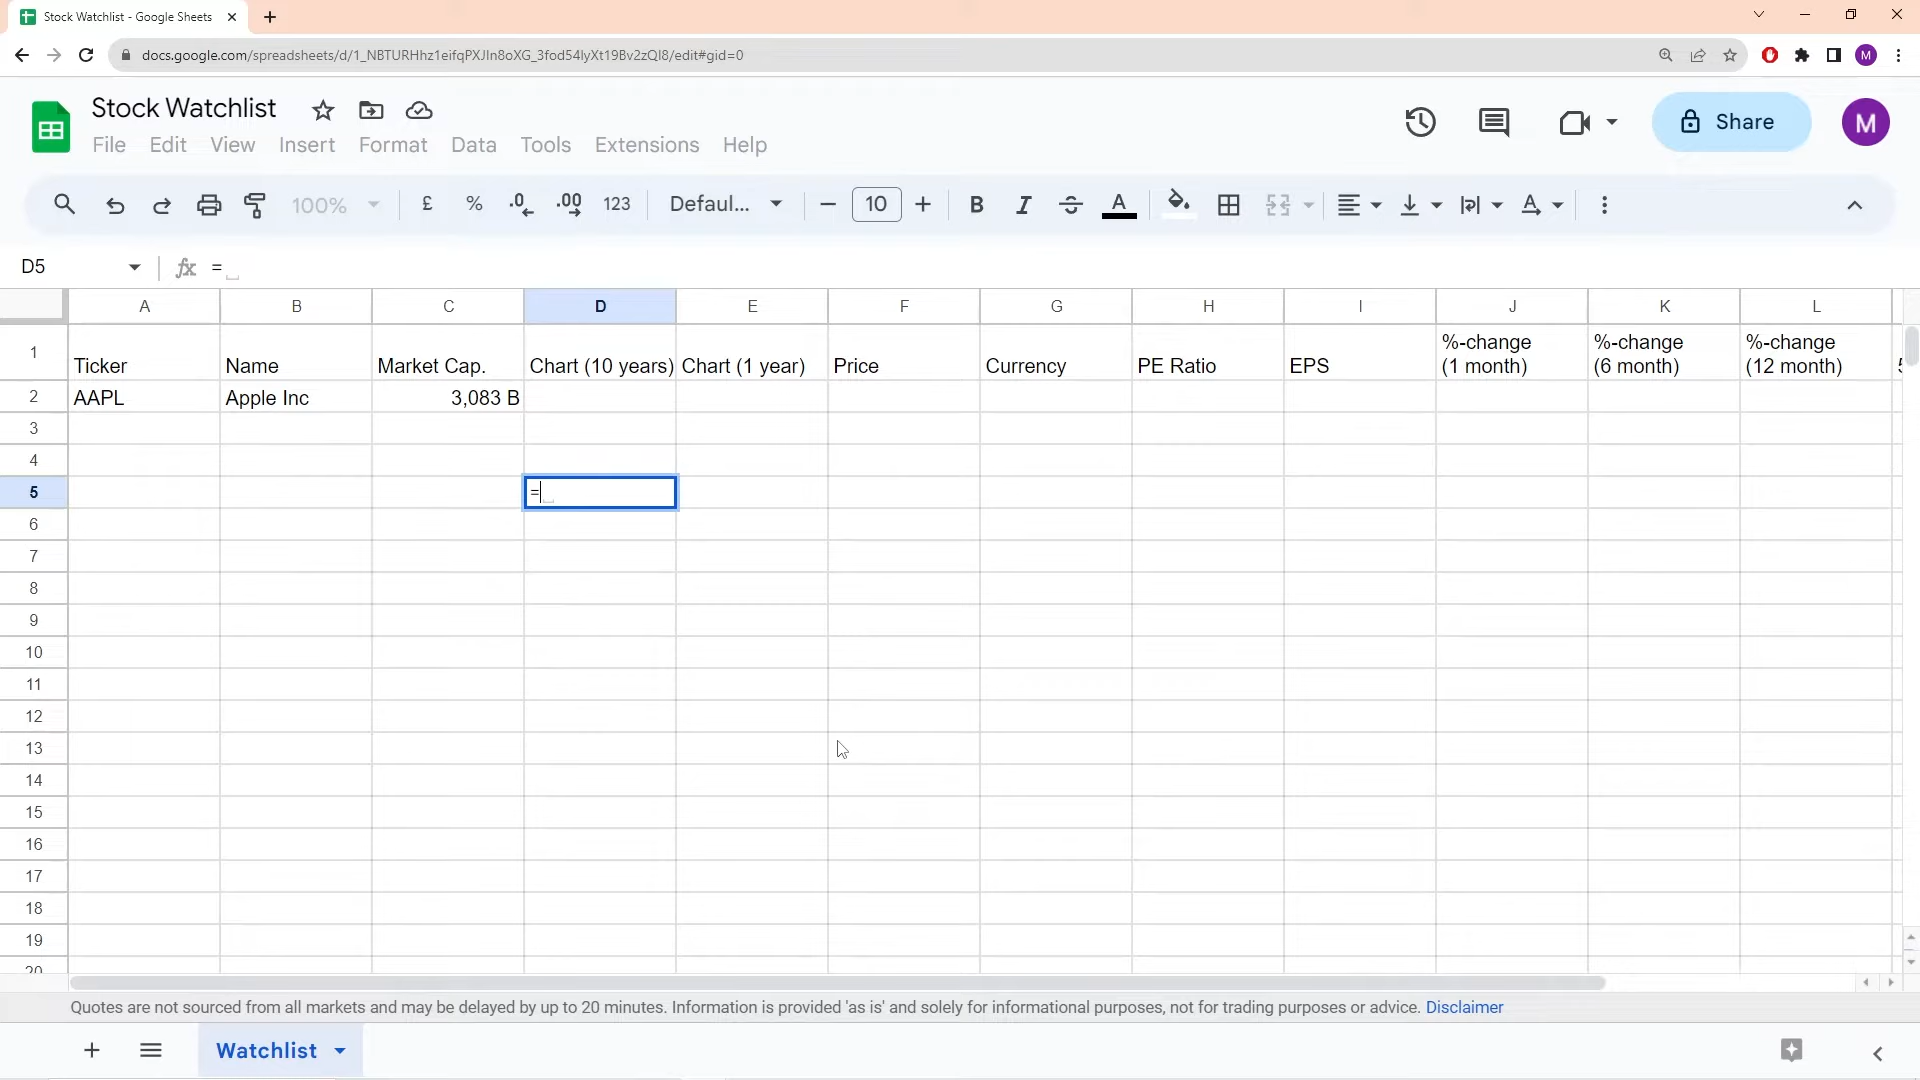 Stock Watchlist - Google Sheets
docs.google.com/spreadsheets/d/1_NBTURHhz1eifqPXJIn8oXG_3fod54lyXt19Bv2zQI8/edit#gid=0
M
Stock Watchlist
File Edit View Insert Format Data Tools Extensions Help
Share
M
100% £ % .0 .00 123 Defaul... 10 B I S A A
D5 fx =
A B C D E F G H I J K L
1 Ticker Name Market Cap. Chart (10 years) Chart (1 year) Price Currency PE Ratio EPS %-change (1 month) %-change (6 month) %-change (12 month)
2 AAPL Apple Inc 3,083 B
3
4
5 =
6
7
8
9
10
11
12
13
14
15
16
17
18
19
20
Quotes are not sourced from all markets and may be delayed by up to 20 minutes. Information is provided 'as is' and solely for informational purposes, not for trading purposes or advice. Disclaimer
Watchlist